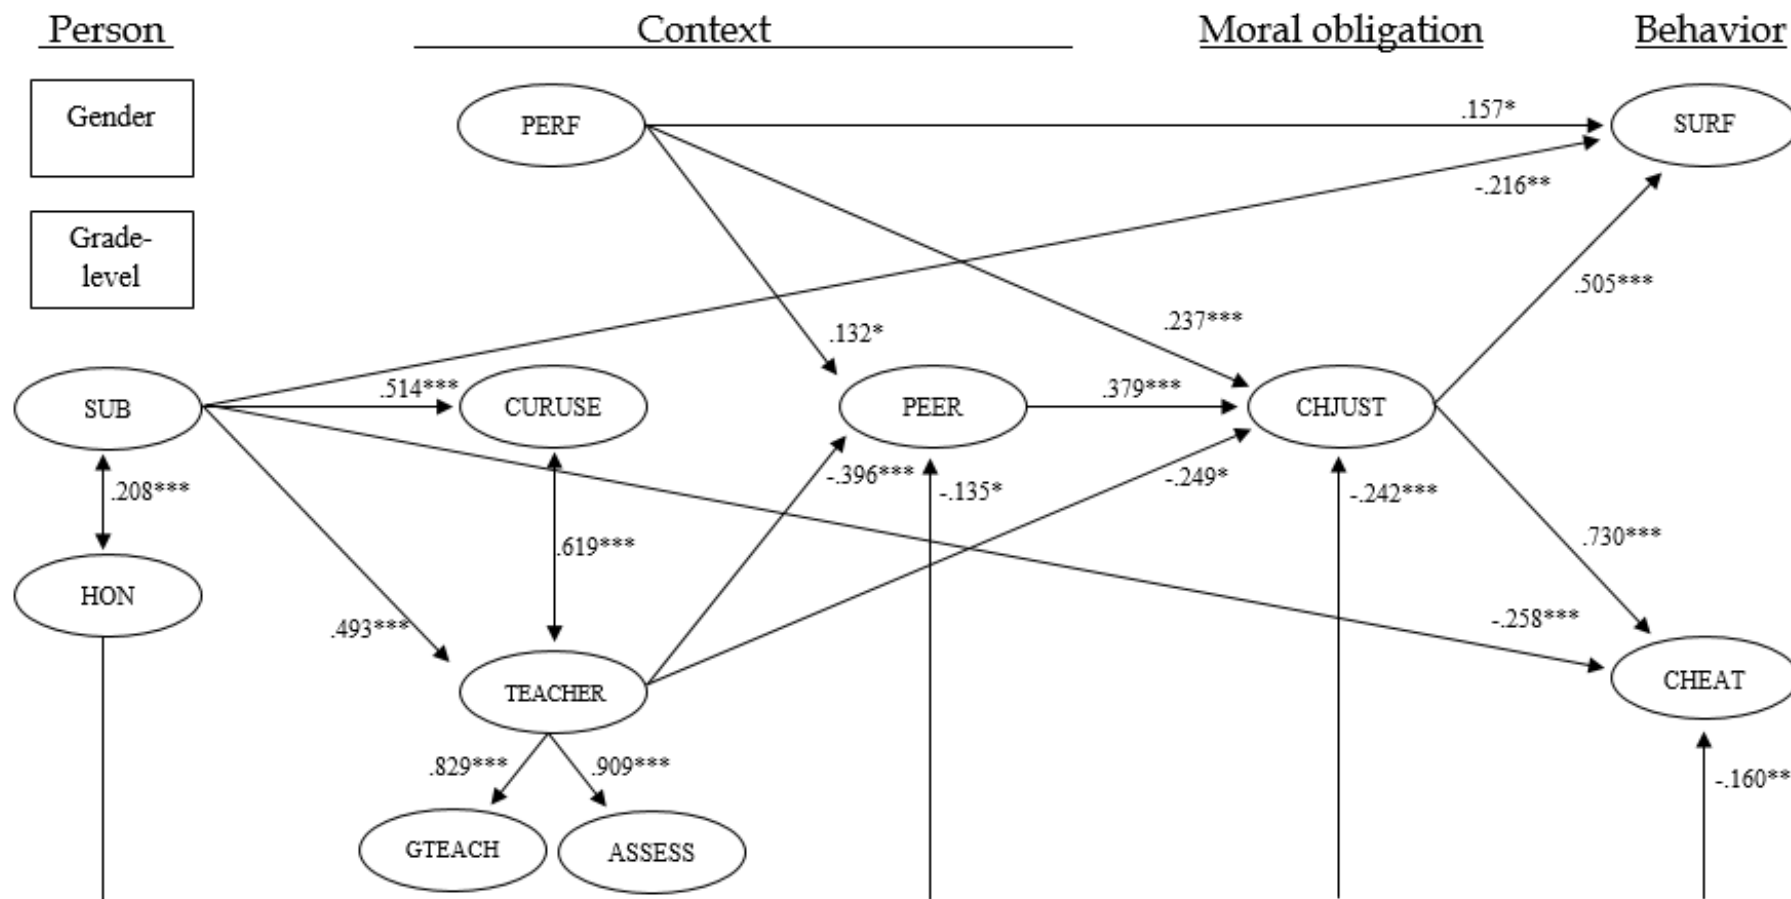 Person
Context
Moral obligation
Behavior
Gender
PERF
.157*
SURF
-.216**
Grade-
level
.505***
.132*
.237***
SUB
.514***
CURUSE
PEER
.379***
CHJUST
.208***
-.396***
-.135*
-.249*
-.242***
.619***
.730***
HON
.493***
-.258***
TEACHER
CHEAT
.829***
.909***
-.160**
GTEACH
ASSESS